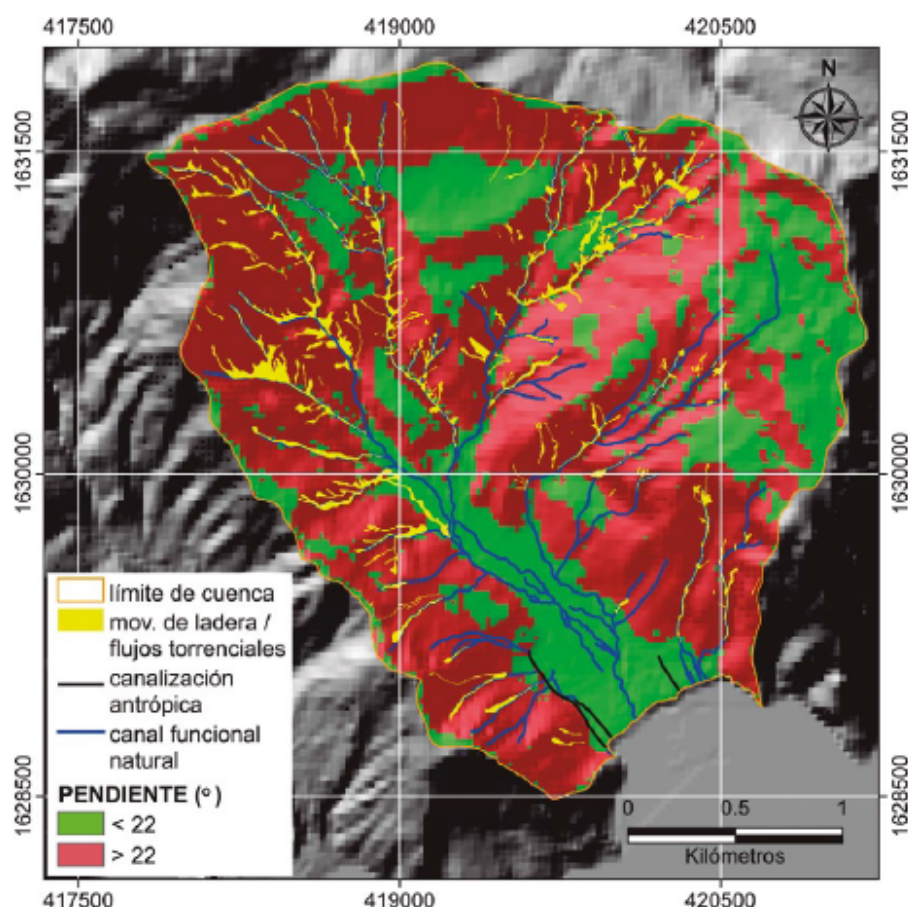 417500 419000 420500
N
1631500 1631500
1630000 1630000
1628500 1628500
límite de cuenca
mov. de ladera /
flujos torrenciales
canalización
antrópica
canal funcional
natural
PENDIENTE (º)
< 22
> 22
0 0.5 1
Kilómetros
417500 419000 420500